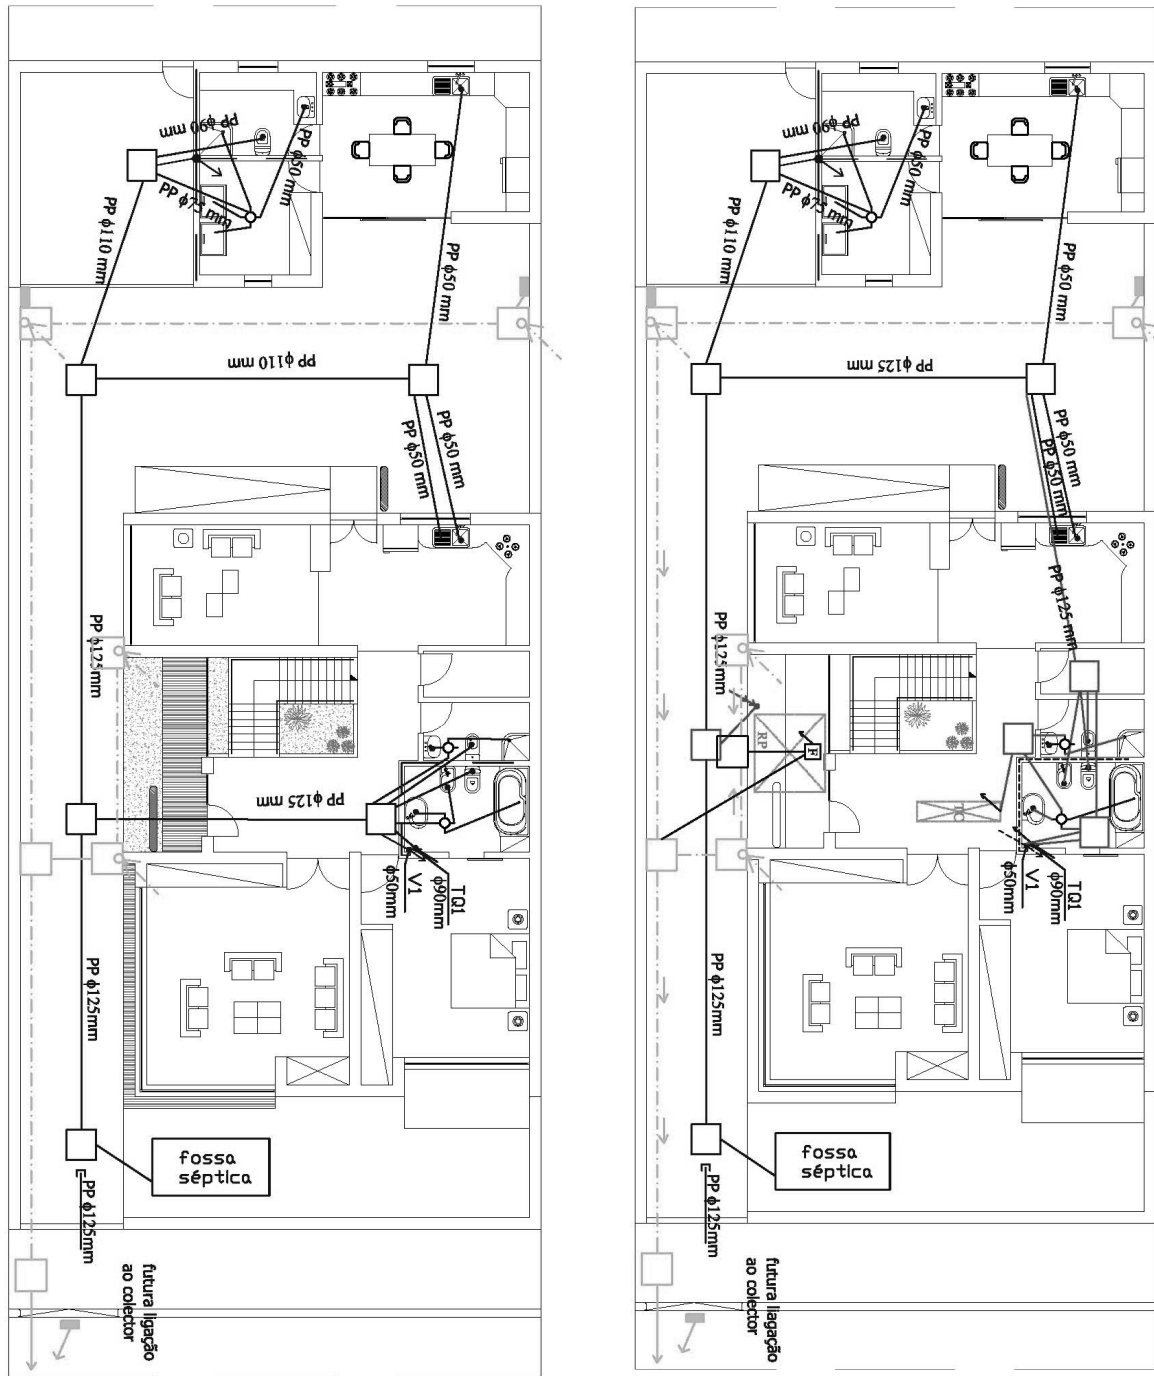 PP ϕ90 mm
PP ϕ50 mm
PP ϕ75 mm
PP ϕ110 mm
PP ϕ50 mm
PP ϕ110 mm
PP ϕ50 mm
PP ϕ50 mm
PP ϕ125mm
PP ϕ125 mm
TQ1
ϕ90mm
V1
ϕ50mm
PP ϕ125mm
fossa
séptica
PP ϕ125mm
futura ligação
ao colector
PP ϕ90 mm
PP ϕ50 mm
PP ϕ75 mm
PP ϕ110 mm
PP ϕ50 mm
PP ϕ125 mm
PP ϕ50 mm
PP ϕ50 mm
PP ϕ125 mm
PP ϕ125mm
RP
F
TQ1
ϕ90mm
V1
ϕ50mm
PP ϕ125mm
fossa
séptica
PP ϕ125mm
futura liagação
ao colector